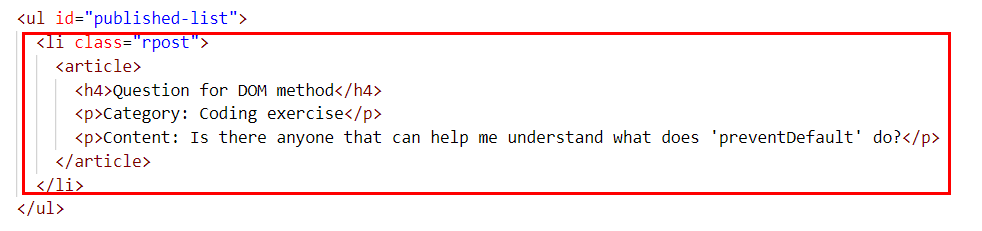 <ul id="published-list">
<li class="rpost">
<article>
<h4>Question for DOM method</h4>
<p>Category: Coding exercise</p>
<p>Content: Is there anyone that can help me understand what does 'preventDefault' do?</p>
</article>
</li>
</ul>